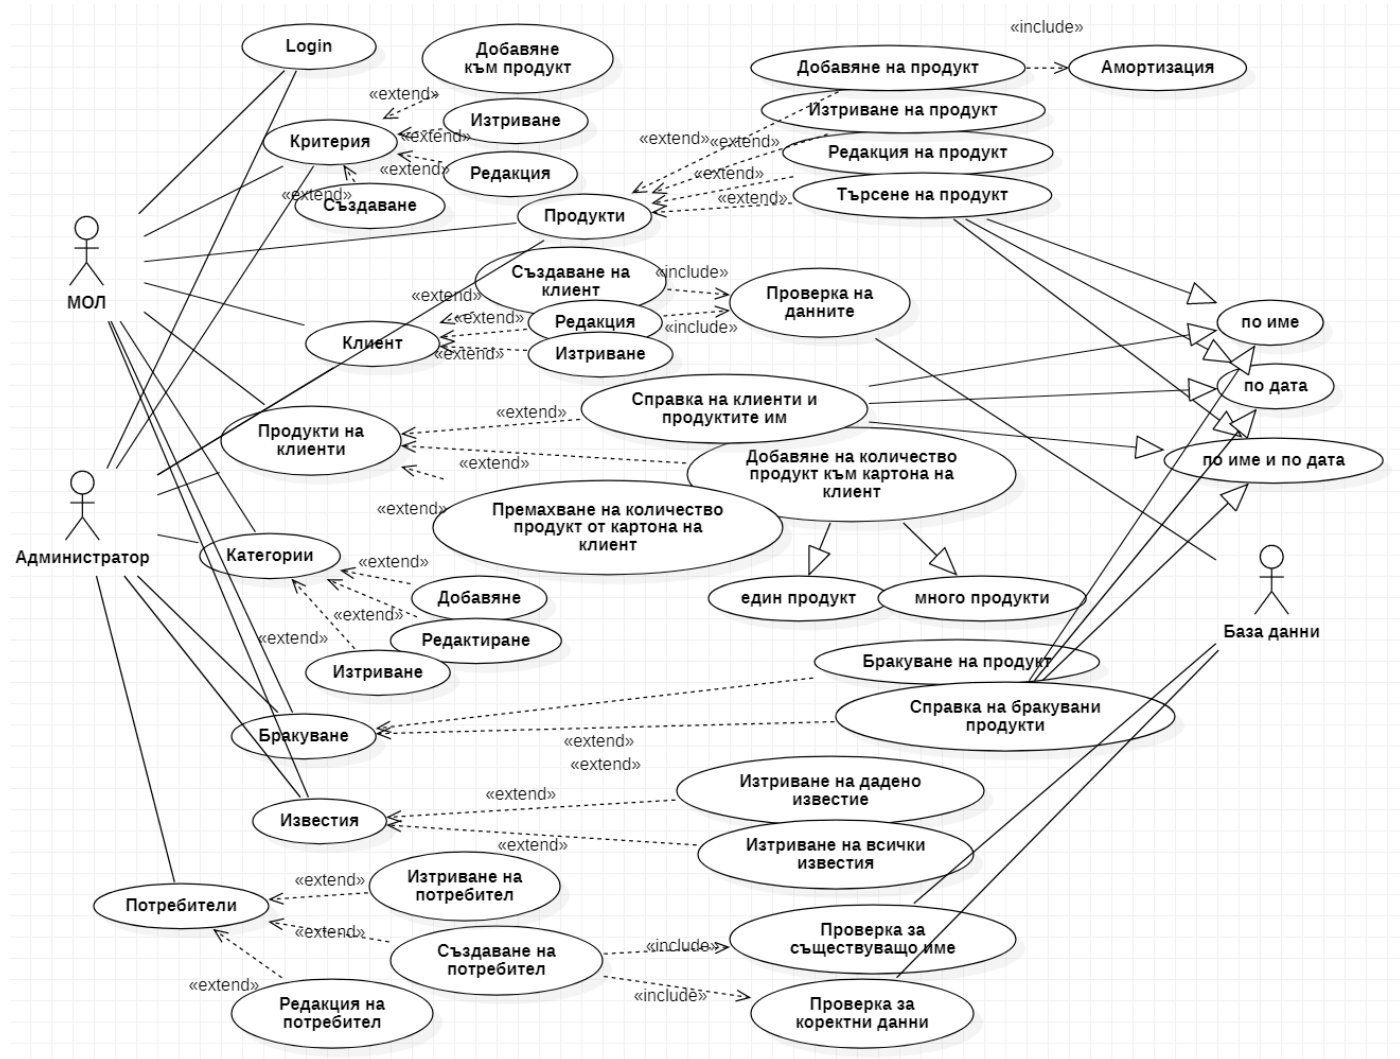 «include»
Login
Добавяне
към продукт
Добавяне на продукт
Амортизация
«extend»
Изтриване
Изтриване на продукт
Критерия
«extend»
«extend»
«extend»
Редакция на продукт
«extend»
Редакция
«extend»
«extend»
Създаване
«extend»
Търсене на продукт
Продукти
МОЛ
Създаване на
клиент
«include»
Проверка на
данните
«extend»
«extend»
Редакция
«include»
по име
Клиент
«extend»
Изтриване
по дата
Справка на клиенти и
продуктите им
«extend»
Продукти на
клиенти
Добавяне на количество
продукт към картона на
клиент
«extend»
по име и по дата
«extend»
Премахване на количество
продукт от картона на
клиент
Администратор
Категории
«extend»
Добавяне
един продукт
много продукти
«extend»
Редактиране
«extend»
Изтриване
База данни
Бракуване на продукт
Справка на бракувани
продукти
Бракуване
«extend»
«extend»
Изтриване на дадено
известие
«extend»
Известия
«extend»
Изтриване на всички
известия
«extend»
Изтриване на
потребител
Потребители
«extend»
Създаване на
потребител
«include»
Проверка за
съществуващо име
«extend»
Редакция на
потребител
«include»
Проверка за
коректни данни